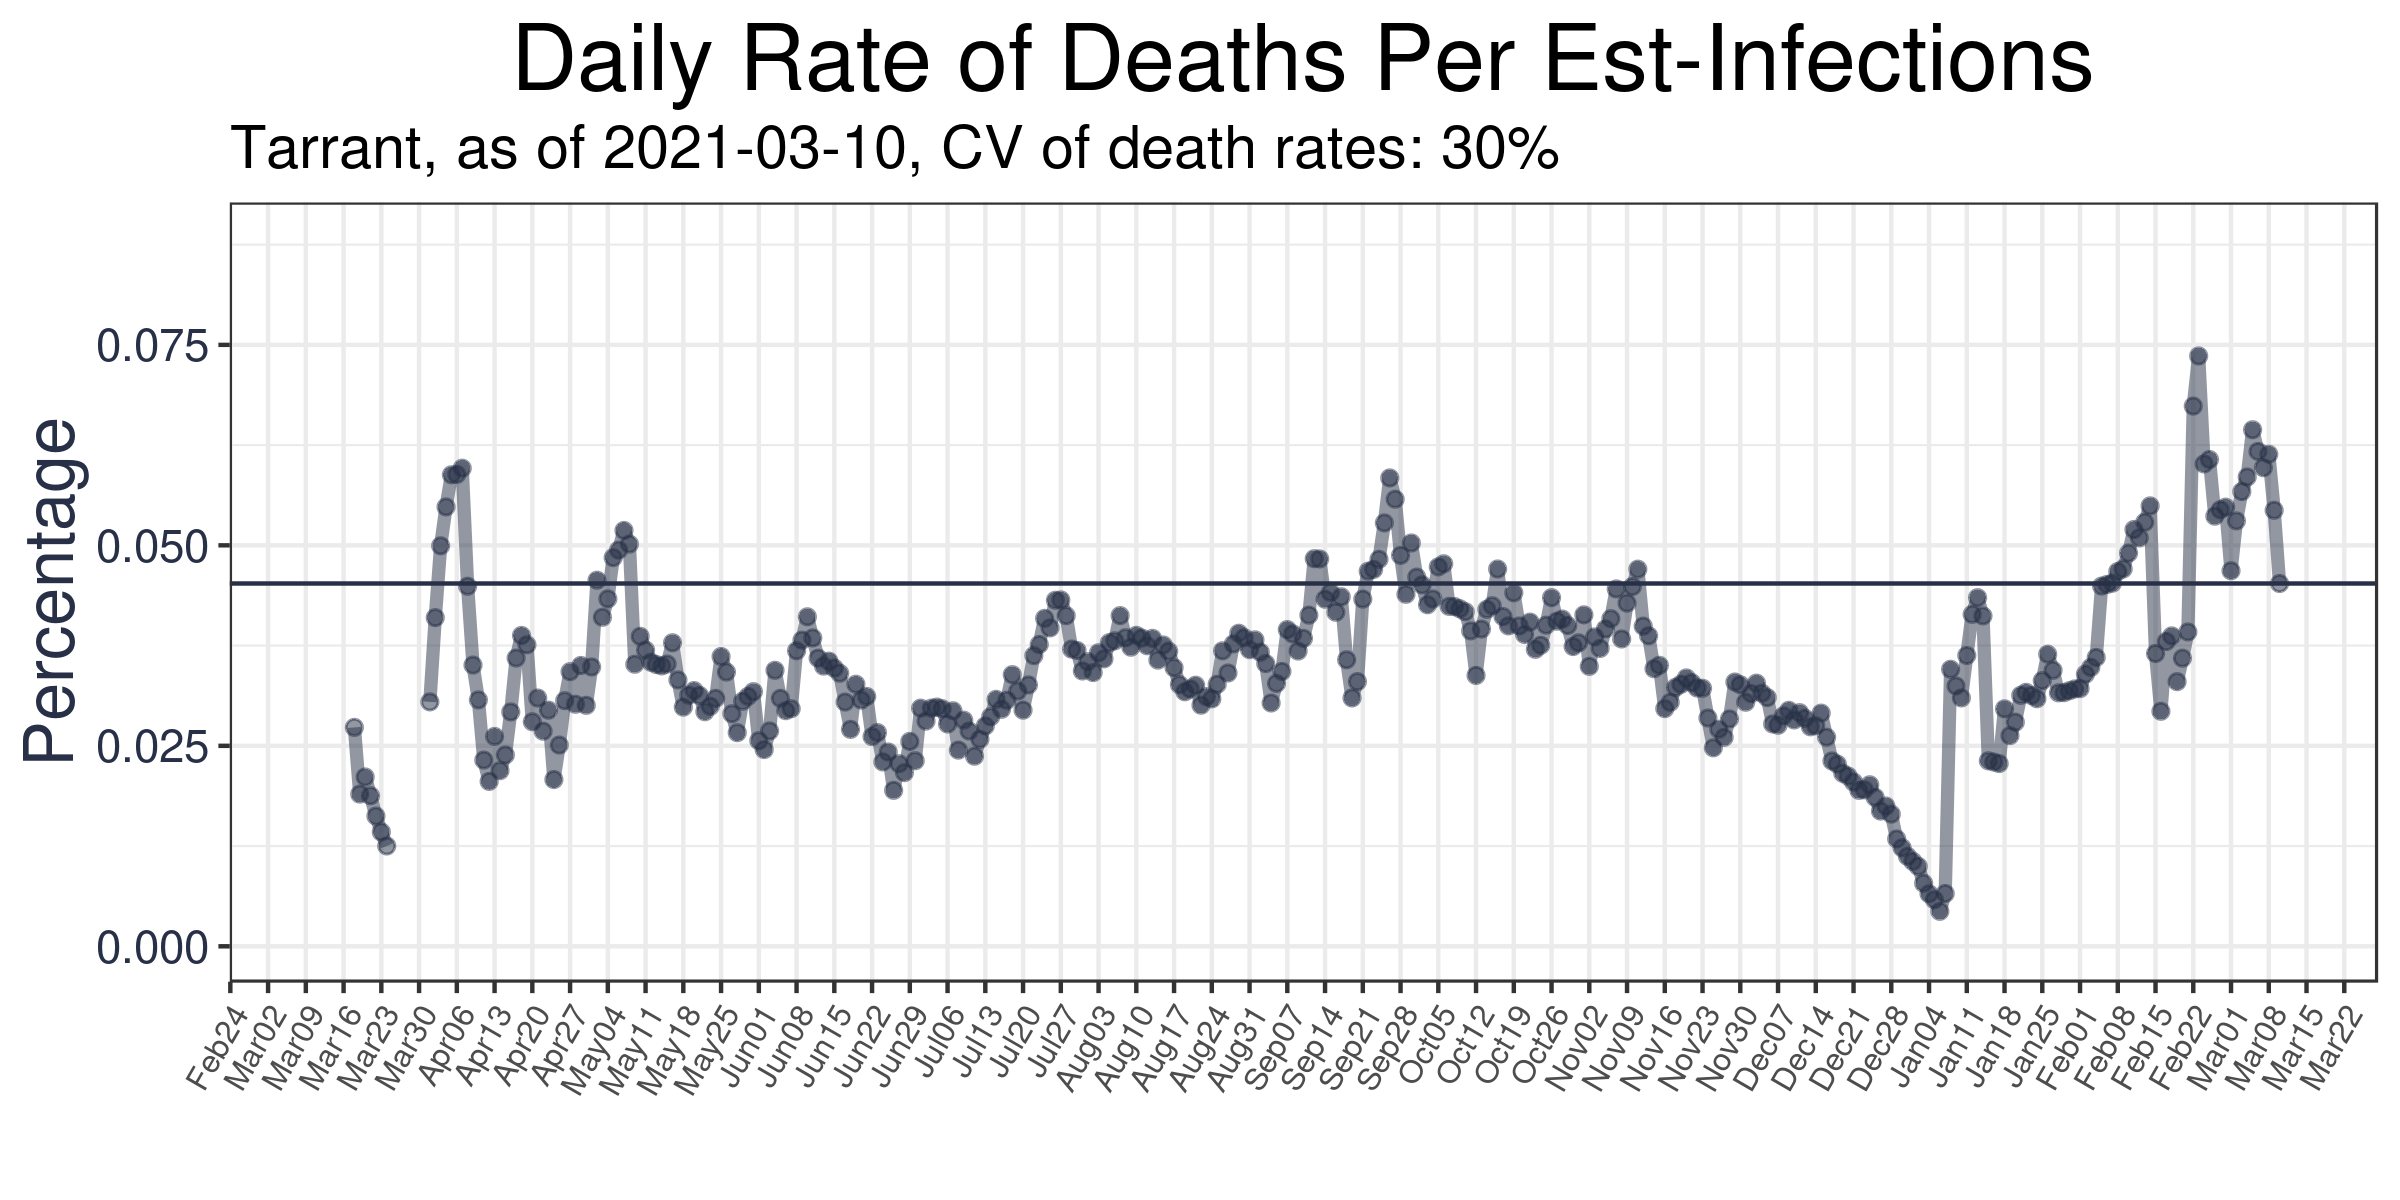 Daily Rate of Deaths Per Est-Infections
Tarrant, as of 2021-03-10, CV of death rates: 30%
Percentage
0.075
0.050
0.025
0.000
Feb24
Mar02
Mar09
Mar16
Mar23
Mar30
Apr06
Apr13
Apr20
Apr27
May04
May11
May18
May25
Jun01
Jun08
Jun15
Jun22
Jun29
Jul06
Jul13
Jul20
Jul27
Aug03
Aug10
Aug17
Aug24
Aug31
Sep07
Sep14
Sep21
Sep28
Oct05
Oct12
Oct19
Oct26
Nov02
Nov09
Nov16
Nov23
Nov30
Dec07
Dec14
Dec21
Dec28
Jan04
Jan11
Jan18
Jan25
Feb01
Feb08
Feb15
Feb22
Mar01
Mar08
Mar15
Mar22